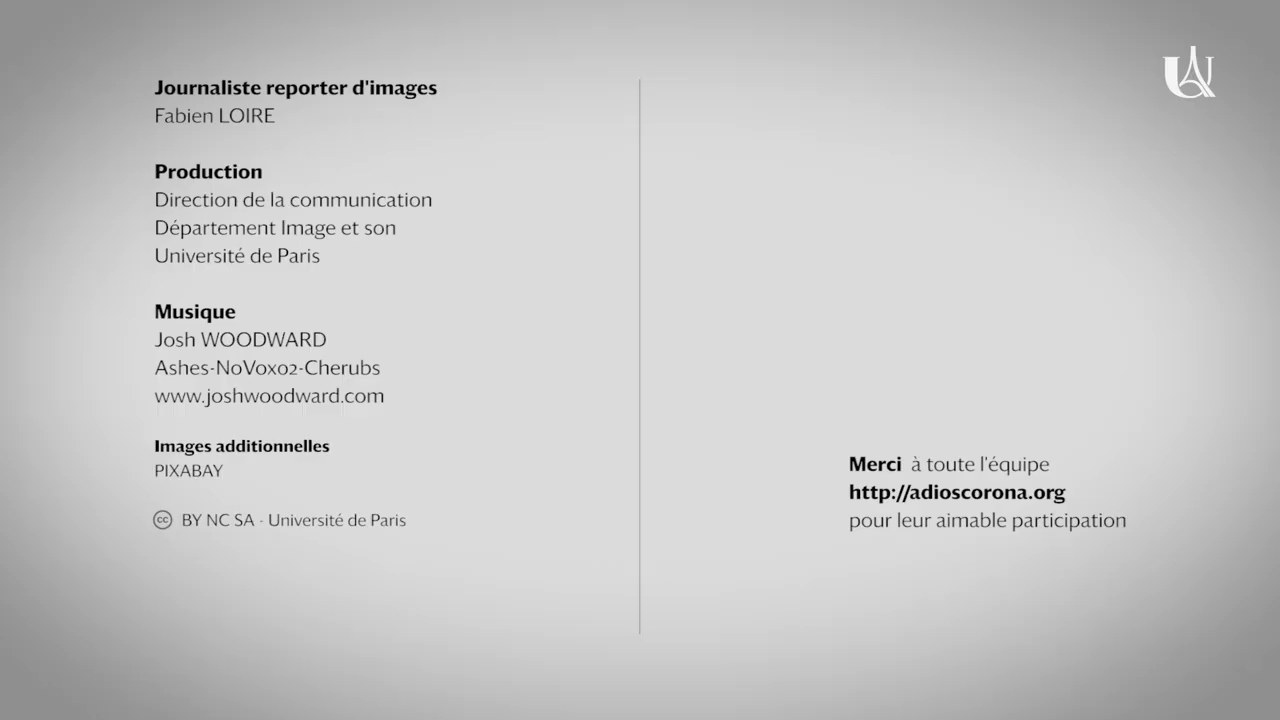 Journaliste reporter d'images
Fabien LOIRE
Production
Direction de la communication
Département Image et son
Université de Paris
Musique
Josh WOODWARD
Ashes-NoVox02-Cherubs
www.joshwoodward.com
Images additionnelles
PIXABAY
cc BY NC SA - Université de Paris
Merci à toute l'équipe
http://adioscorona.org
pour leur aimable participation